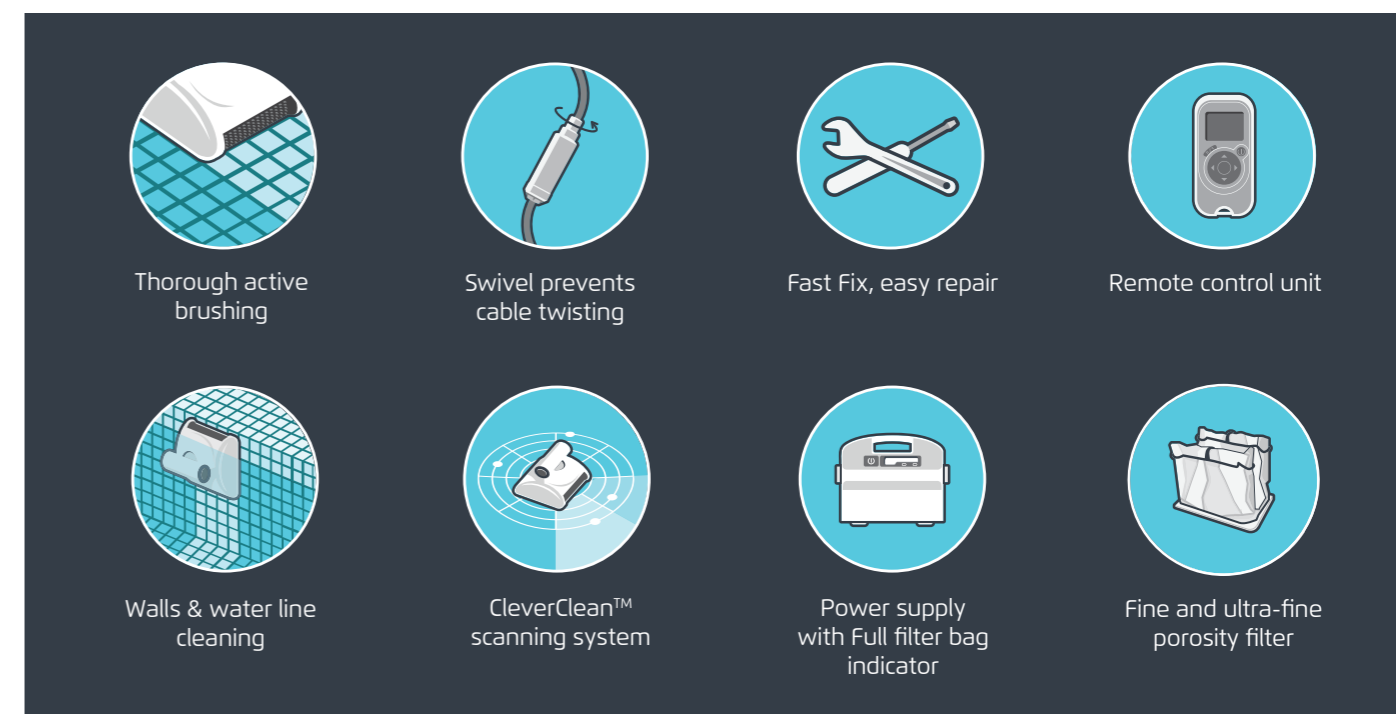 Thorough active
brushing
Swivel prevents
cable twisting
Fast Fix, easy repair
Remote control unit
Walls & water line
cleaning
CleverClean™
scanning system
Power supply
with Full filter bag
indicator
Fine and ultra-fine
porosity filter